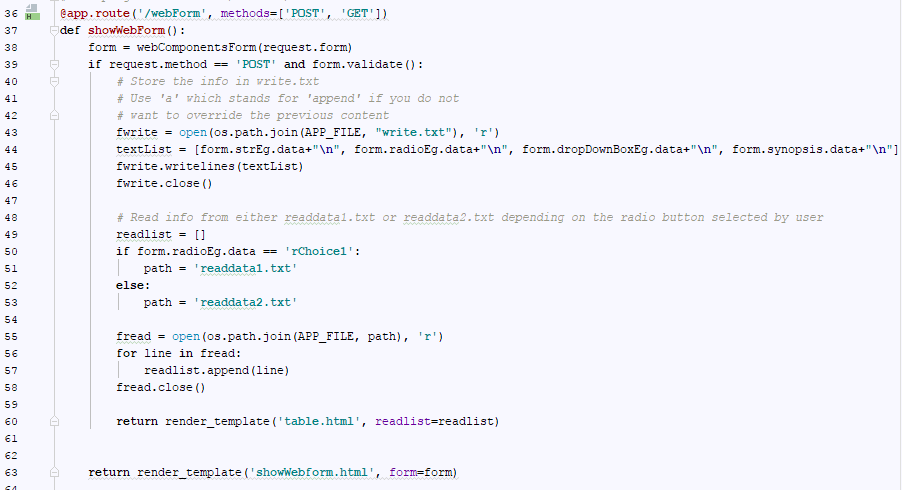 36 @app.route('/webForm', methods=['POST', 'GET'])
37 def showWebForm():
38     form = webComponentsForm(request.form)
39     if request.method == 'POST' and form.validate():
40         # Store the info in write.txt
41         # Use 'a' which stands for 'append' if you do not
42         # want to override the previous content
43         fwrite = open(os.path.join(APP_FILE, "write.txt"), 'r')
44         textList = [form.strEg.data+"\n", form.radioEg.data+"\n", form.dropDownBoxEg.data+"\n", form.synopsis.data+"\n"]
45         fwrite.writelines(textList)
46         fwrite.close()
47
48         # Read info from either readdata1.txt or readdata2.txt depending on the radio button selected by user
49         readlist = []
50         if form.radioEg.data == 'rChoice1':
51             path = 'readdata1.txt'
52         else:
53             path = 'readdata2.txt'
54
55         fread = open(os.path.join(APP_FILE, path), 'r')
56         for line in fread:
57             readlist.append(line)
58         fread.close()
59
60         return render_template('table.html', readlist=readlist)
61
62
63     return render_template('showWebform.html', form=form)